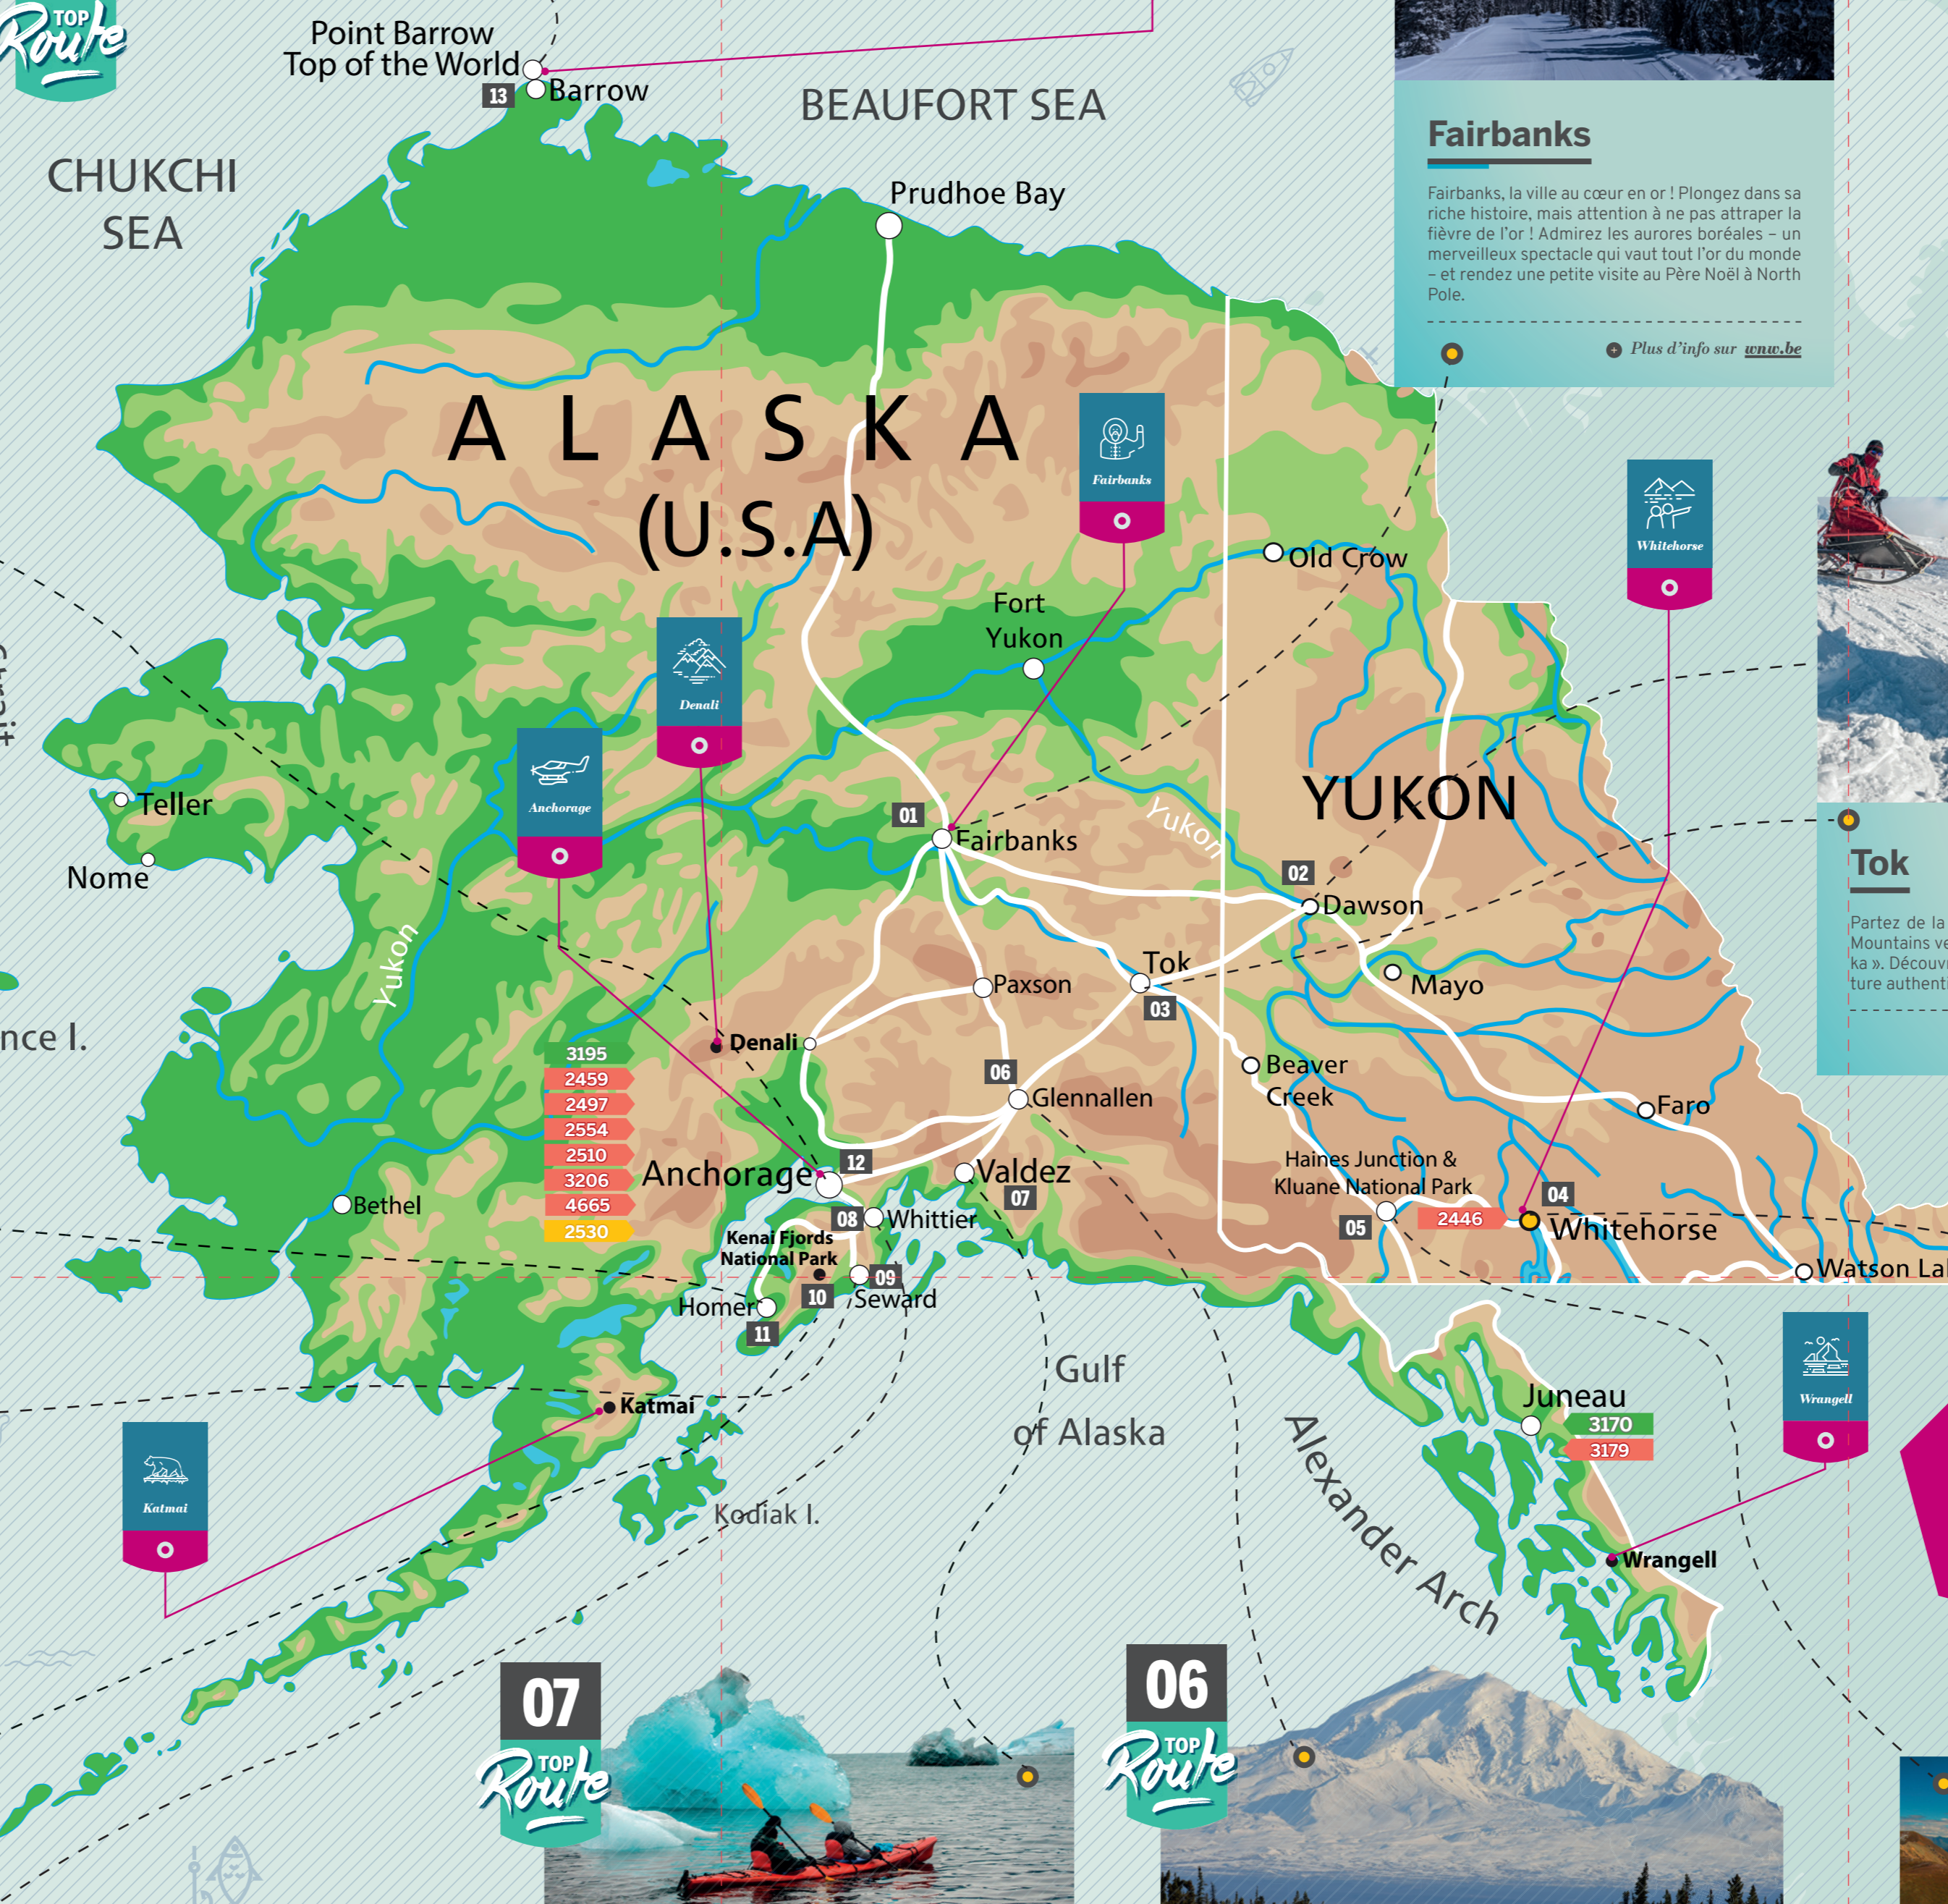 TOP
Route
Point Barrow
Top of the World
13
Barrow
BEAUFORT SEA
CHUKCHI
SEA
Prudhoe Bay
Fairbanks
Fairbanks, la ville au cœur en or ! Plongez dans sa
riche histoire, mais attention à ne pas attraper la
fièvre de l'or ! Admirez les aurores boréales – un
merveilleux spectacle qui vaut tout l'or du monde
– et rendez une petite visite au Père Noël à North
Pole.
Plus d'info sur wnw.be
ALASKA
(U.S.A)
Fairbanks
Whitehorse
Old Crow
Fort
Yukon
Denali
Anchorage
Teller
Nome
YUKON
01
Fairbanks
Yukon
02
Dawson
Tok
Partez de la
Mountains ve
ka ». Découvr
ture authenti
Yukon
Tok
03
Paxson
Mayo
nce I.
Denali
3195
2459
2497
2554
2510
3206
4665
2530
06
Glennallen
Beaver
Creek
Faro
Anchorage
12
Valdez
07
Haines Junction &
Kluane National Park
04
2446
05
Whitehorse
Bethel
08
Whittier
Kenai Fjords
National Park
09
Seward
10
Homer
11
Watson Lak
Gulf
of Alaska
Juneau
3170
3179
Wrangell
Katmai
Katmai
Kodiak I.
Alexander Arch
Wrangell
07
TOP
Route
06
TOP
Route